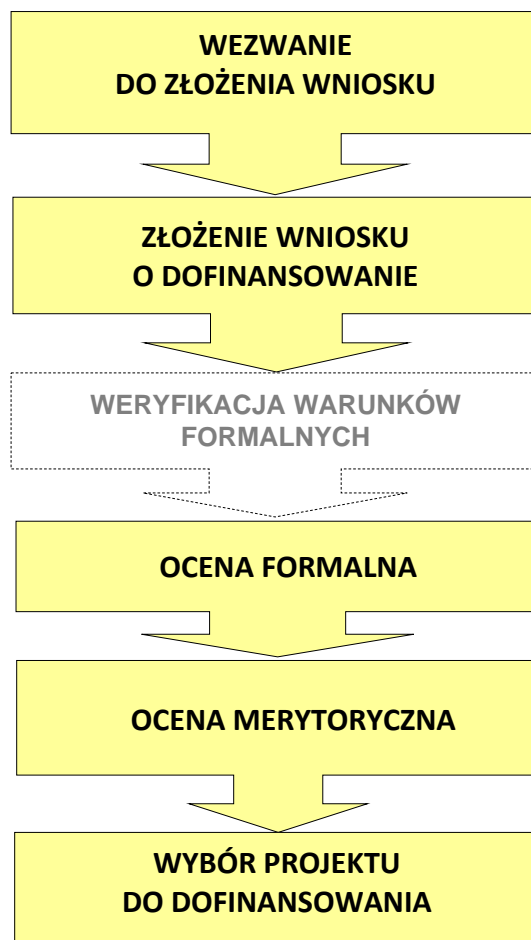 WEZWANIE
DO ZŁOŻENIA WNIOSKU
ZŁOŻENIE WNIOSKU
O DOFINANSOWANIE
WERYFIKACJA WARUNKÓW
FORMALNYCH
OCENA FORMALNA
OCENA MERYTORYCZNA
WYBÓR PROJEKTU
DO DOFINANSOWANIA